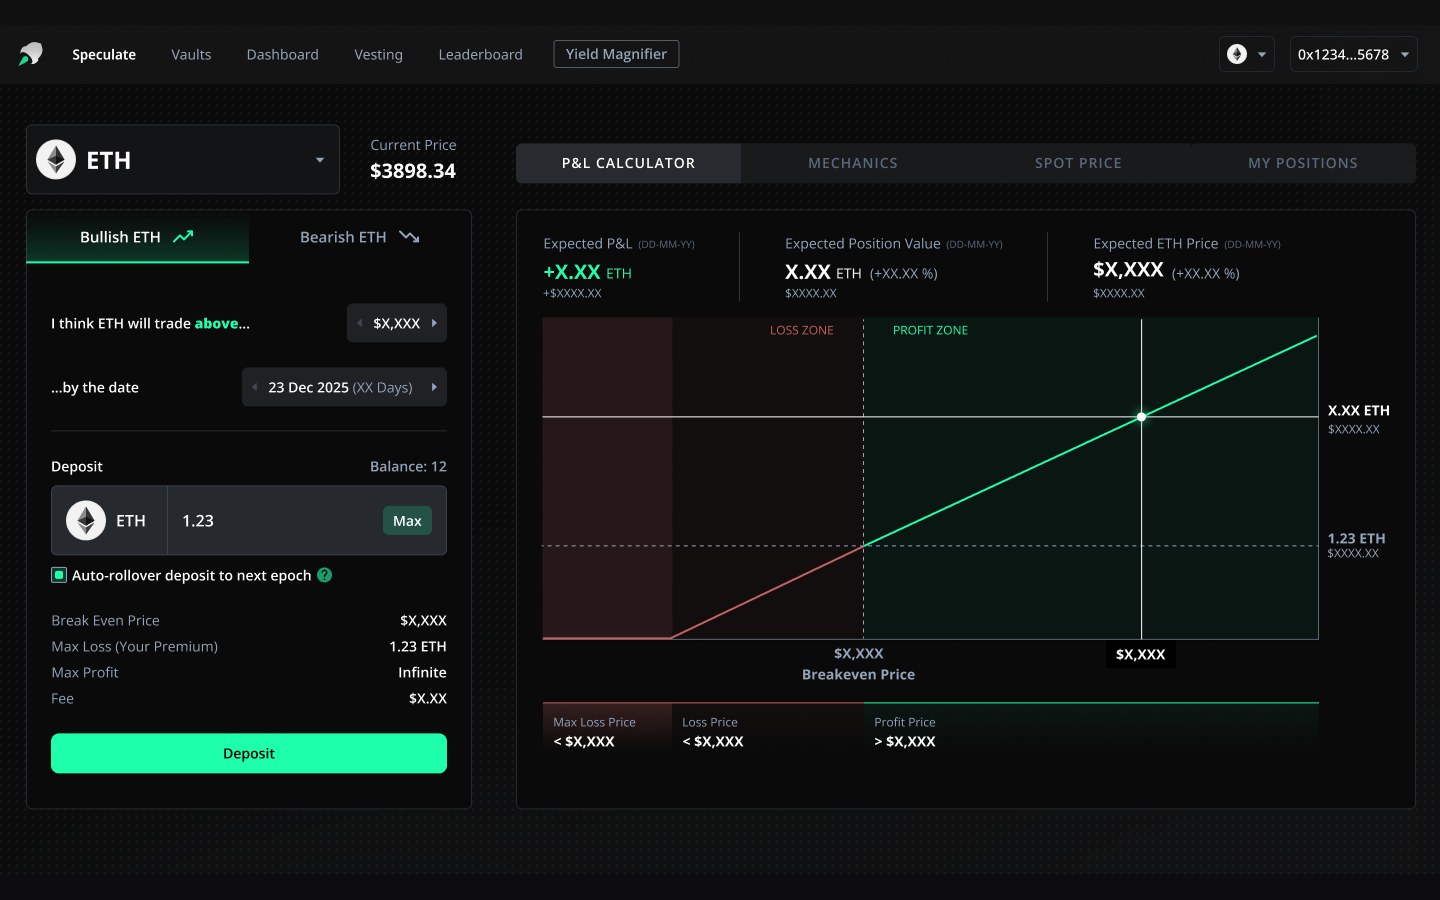 Speculate Vaults Dashboard Vesting Leaderboard Yield Magnifier 0x1234...5678
ETH
Current Price
$3898.34
P&L CALCULATOR MECHANICS SPOT PRICE MY POSITIONS
Bullish ETH Bearish ETH
I think ETH will trade above... $X,XXX
...by the date 23 Dec 2025 (XX Days)
Deposit Balance: 12
ETH 1.23 Max
Auto-rollover deposit to next epoch ?
Break Even Price $X,XXX
Max Loss (Your Premium) 1.23 ETH
Max Profit Infinite
Fee $X.XX
Deposit
Expected P&L (DD-MM-YY)
+X.XX ETH
+$XXXX.XX
Expected Position Value (DD-MM-YY)
X.XX ETH (+XX.XX %)
$XXXX.XX
Expected ETH Price (DD-MM-YY)
$X,XXX (+XX.XX %)
$XXXX.XX
LOSS ZONE PROFIT ZONE
X.XX ETH
$XXXX.XX
1.23 ETH
$XXXX.XX
$X,XXX
Breakeven Price
$X,XXX
Max Loss Price
< $X,XXX
Loss Price
< $X,XXX
Profit Price
> $X,XXX